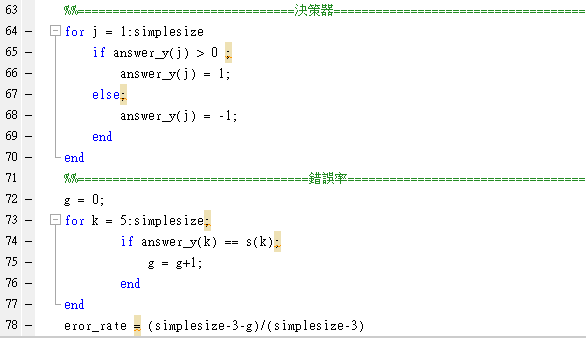 63 %%===========================決策器===============================
64 for j = 1:simplesize
65 if answer_y(j) > 0 ;
66 answer_y(j) = 1;
67 else;
68 answer_y(j) = -1;
69 end
70 end
71 %%=============================錯誤率==============================
72 g = 0;
73 for k = 5:simplesize;
74 if answer_y(k) == s(k);
75 g = g+1;
76 end
77 end
78 eror_rate = (simplesize-3-g)/(simplesize-3)